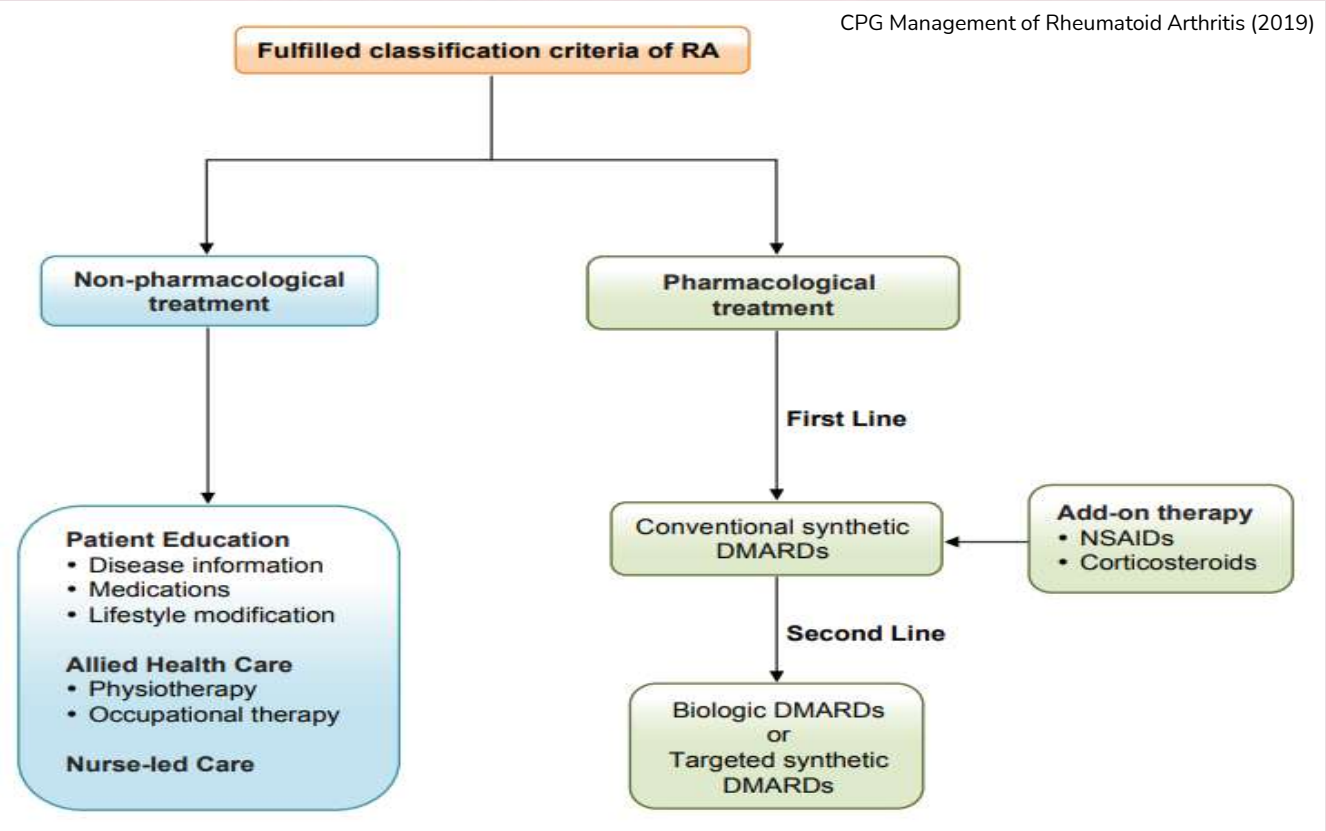 CPG Management of Rheumatoid Arthritis (2019)
Fulfilled classification criteria of RA
Non-pharmacological
treatment
Pharmacological
treatment
First Line
Patient Education
• Disease information
• Medications
• Lifestyle modification
Allied Health Care
• Physiotherapy
• Occupational therapy
Nurse-led Care
Conventional synthetic
DMARDs
Add-on therapy
• NSAIDs
• Corticosteroids
Second Line
Biologic DMARDs
or
Targeted synthetic
DMARDs